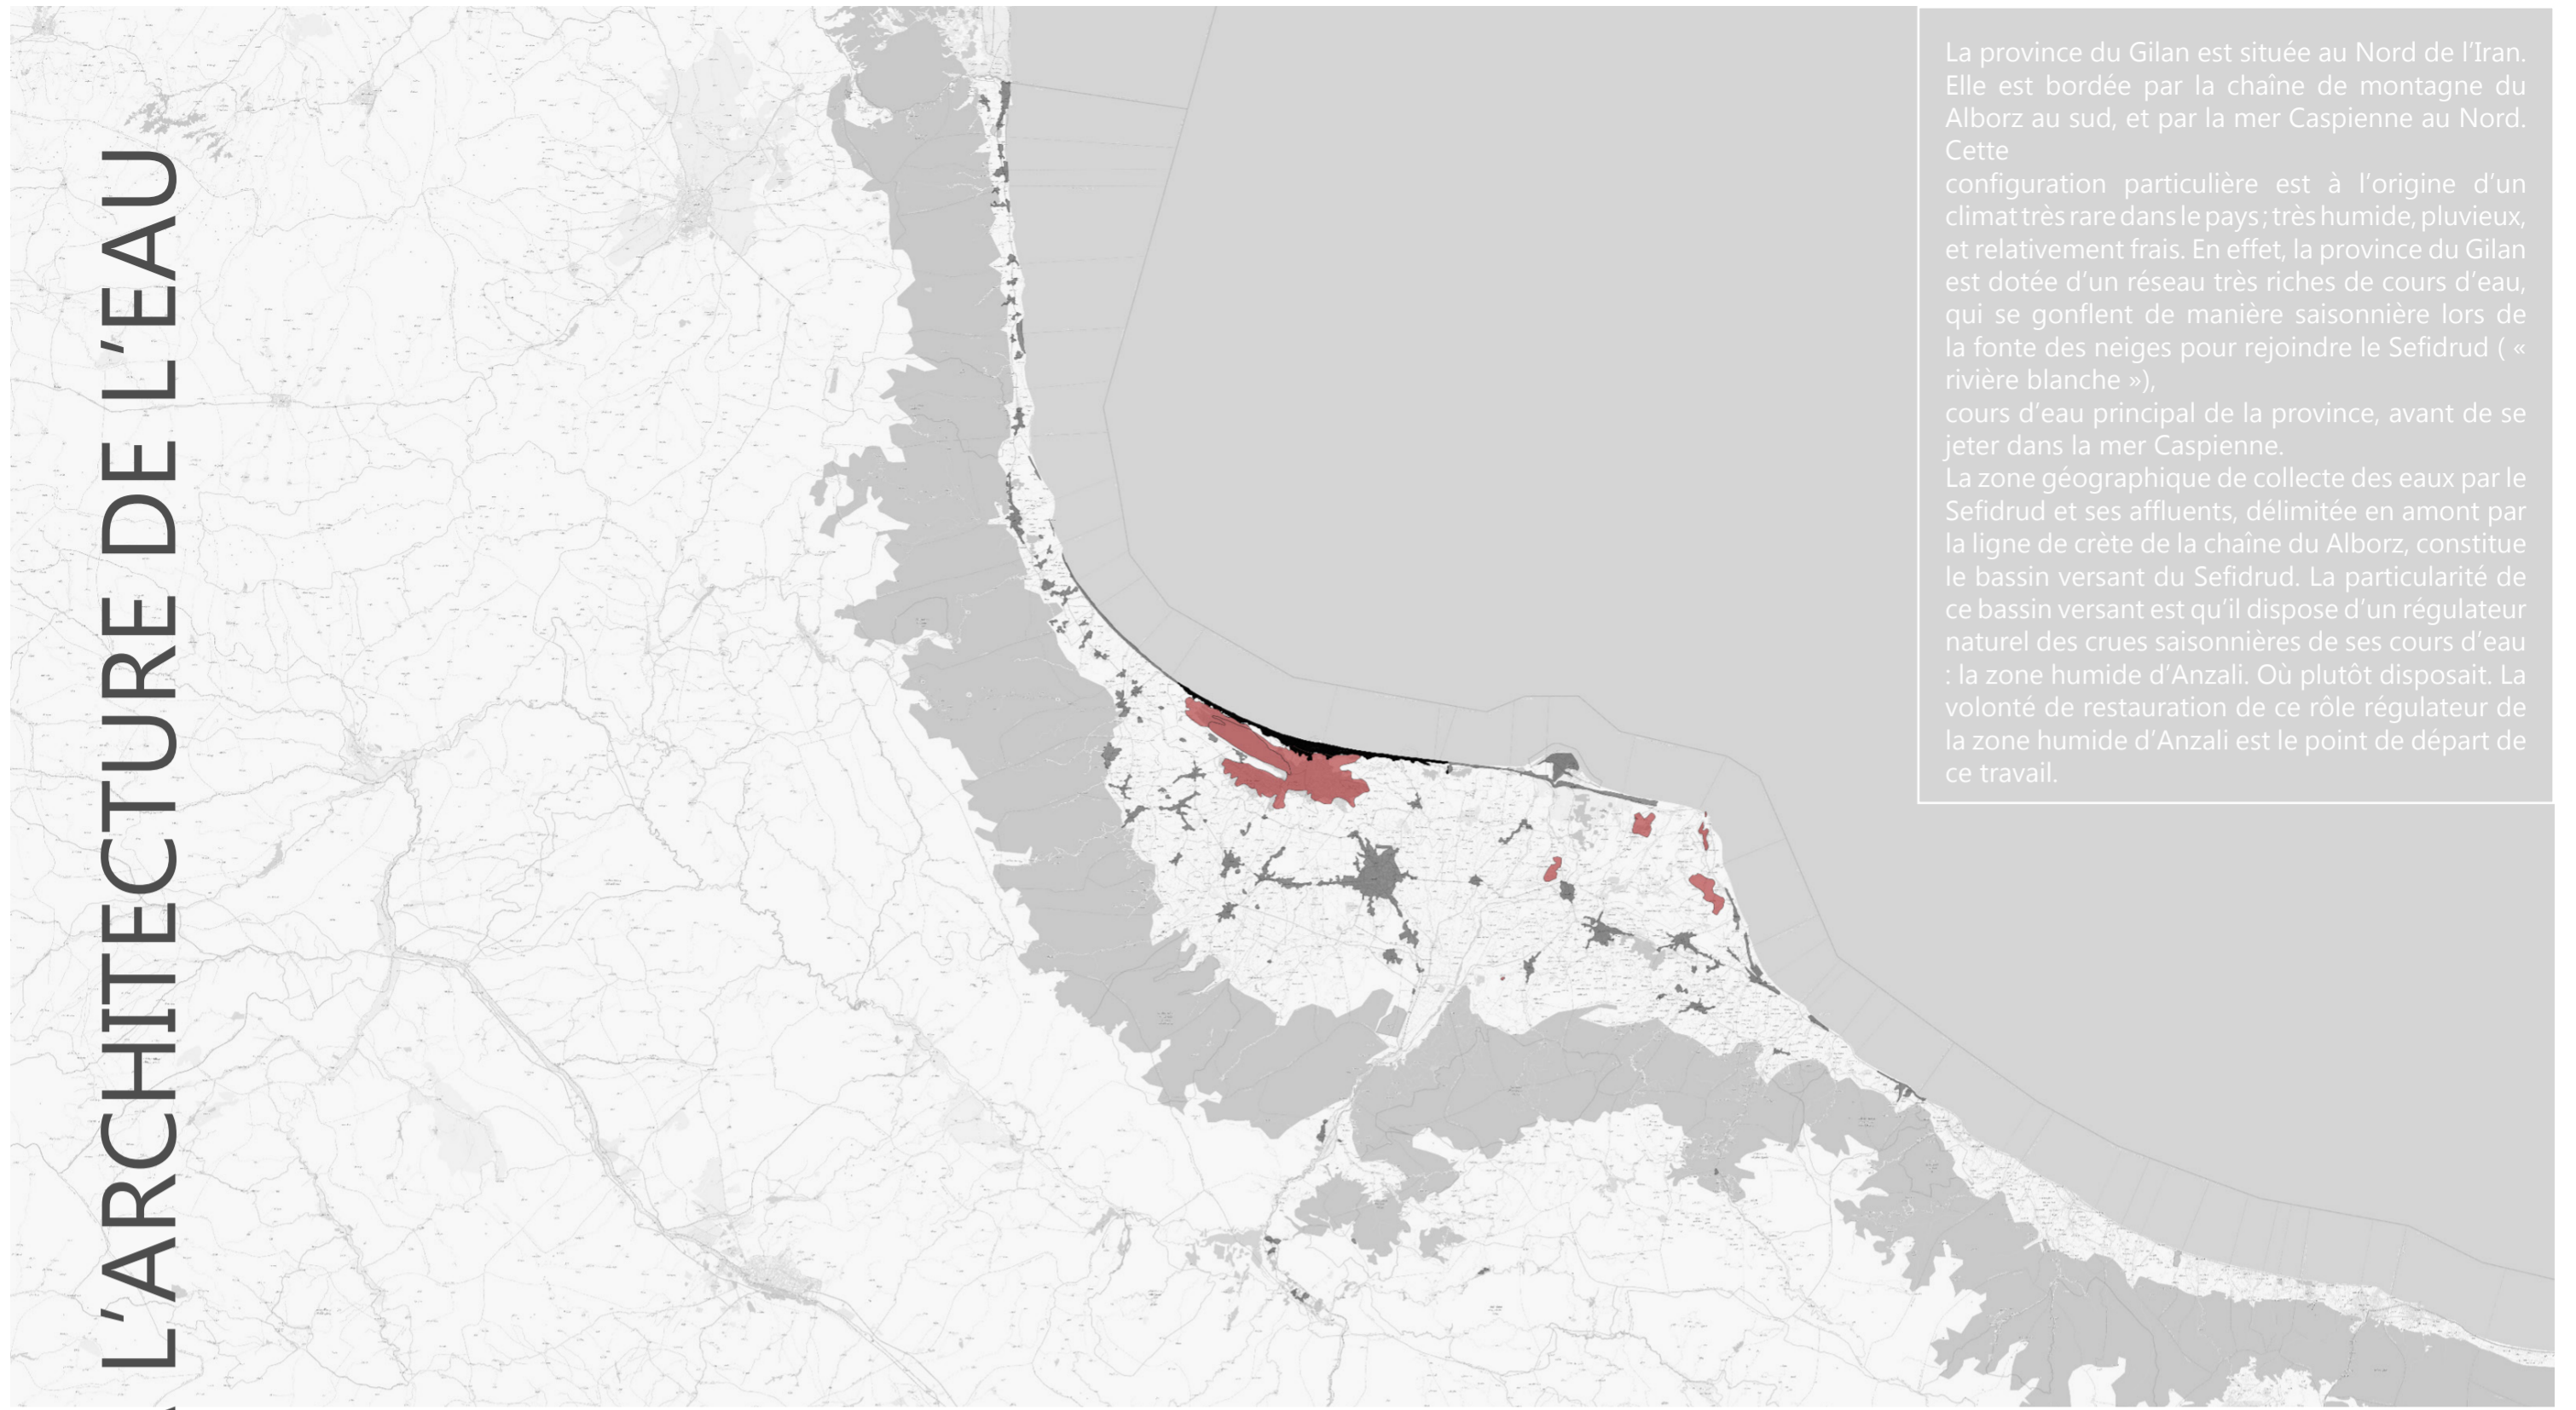 L'ARCHITECTURE DE L'EAU
La province du Gilan est située au Nord de l'Iran.
Elle est bordée par la chaîne de montagne du
Alborz au sud, et par la mer Caspienne au Nord.
Cette
configuration particulière est à l'origine d'un
climat très rare dans le pays ; très humide, pluvieux,
et relativement frais. En effet, la province du Gilan
est dotée d'un réseau très riches de cours d'eau,
qui se gonflent de manière saisonnière lors de
la fonte des neiges pour rejoindre le Sefidrud ( «
rivière blanche »),
cours d'eau principal de la province, avant de se
jeter dans la mer Caspienne.
La zone géographique de collecte des eaux par le
Sefidrud et ses affluents, délimitée en amont par
la ligne de crète de la chaîne du Alborz, constitue
le bassin versant du Sefidrud. La particularité de
ce bassin versant est qu'il dispose d'un régulateur
naturel des crues saisonnières de ses cours d'eau
: la zone humide d'Anzali. Où plutôt disposait. La
volonté de restauration de ce rôle régulateur de
la zone humide d'Anzali est le point de départ de
ce travail.